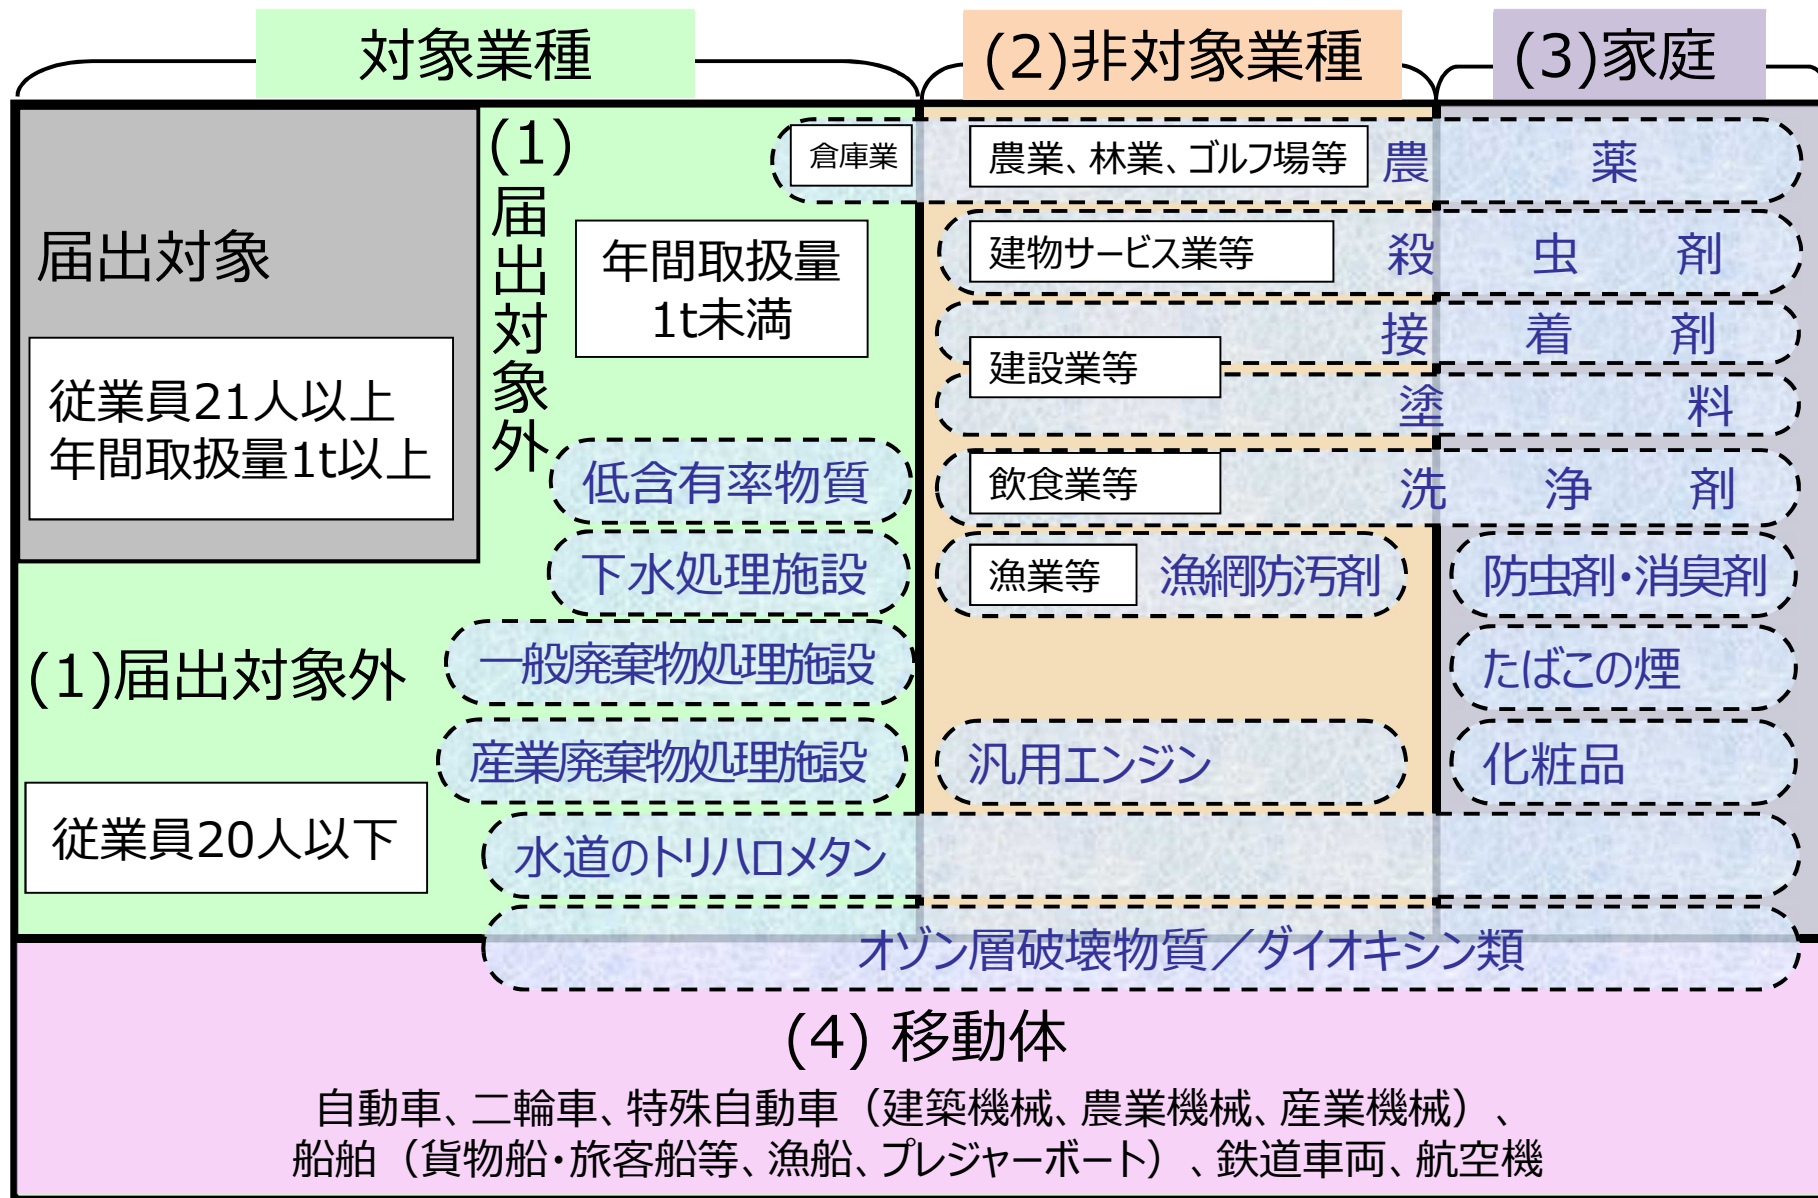 対象業種
(2)非対象業種
(3)家庭
届出対象
従業員21人以上
年間取扱量1t以上
(1)
届出対象外
年間取扱量
1t未満
倉庫業
農業、林業、ゴルフ場等
農薬
建物サービス業等
殺虫剤
接着剤
建設業等
塗料
低含有率物質
飲食業等
洗浄剤
下水処理施設
漁業等
漁網防汚剤
防虫剤・消臭剤
(1)届出対象外
一般廃棄物処理施設
たばこの煙
産業廃棄物処理施設
汎用エンジン
化粧品
従業員20人以下
水道のトリハロメタン
オゾン層破壊物質／ダイオキシン類
(4) 移動体
自動車、二輪車、特殊自動車（建築機械、農業機械、産業機械）、
船舶（貨物船・旅客船等、漁船、プレジャーボート）、鉄道車両、航空機